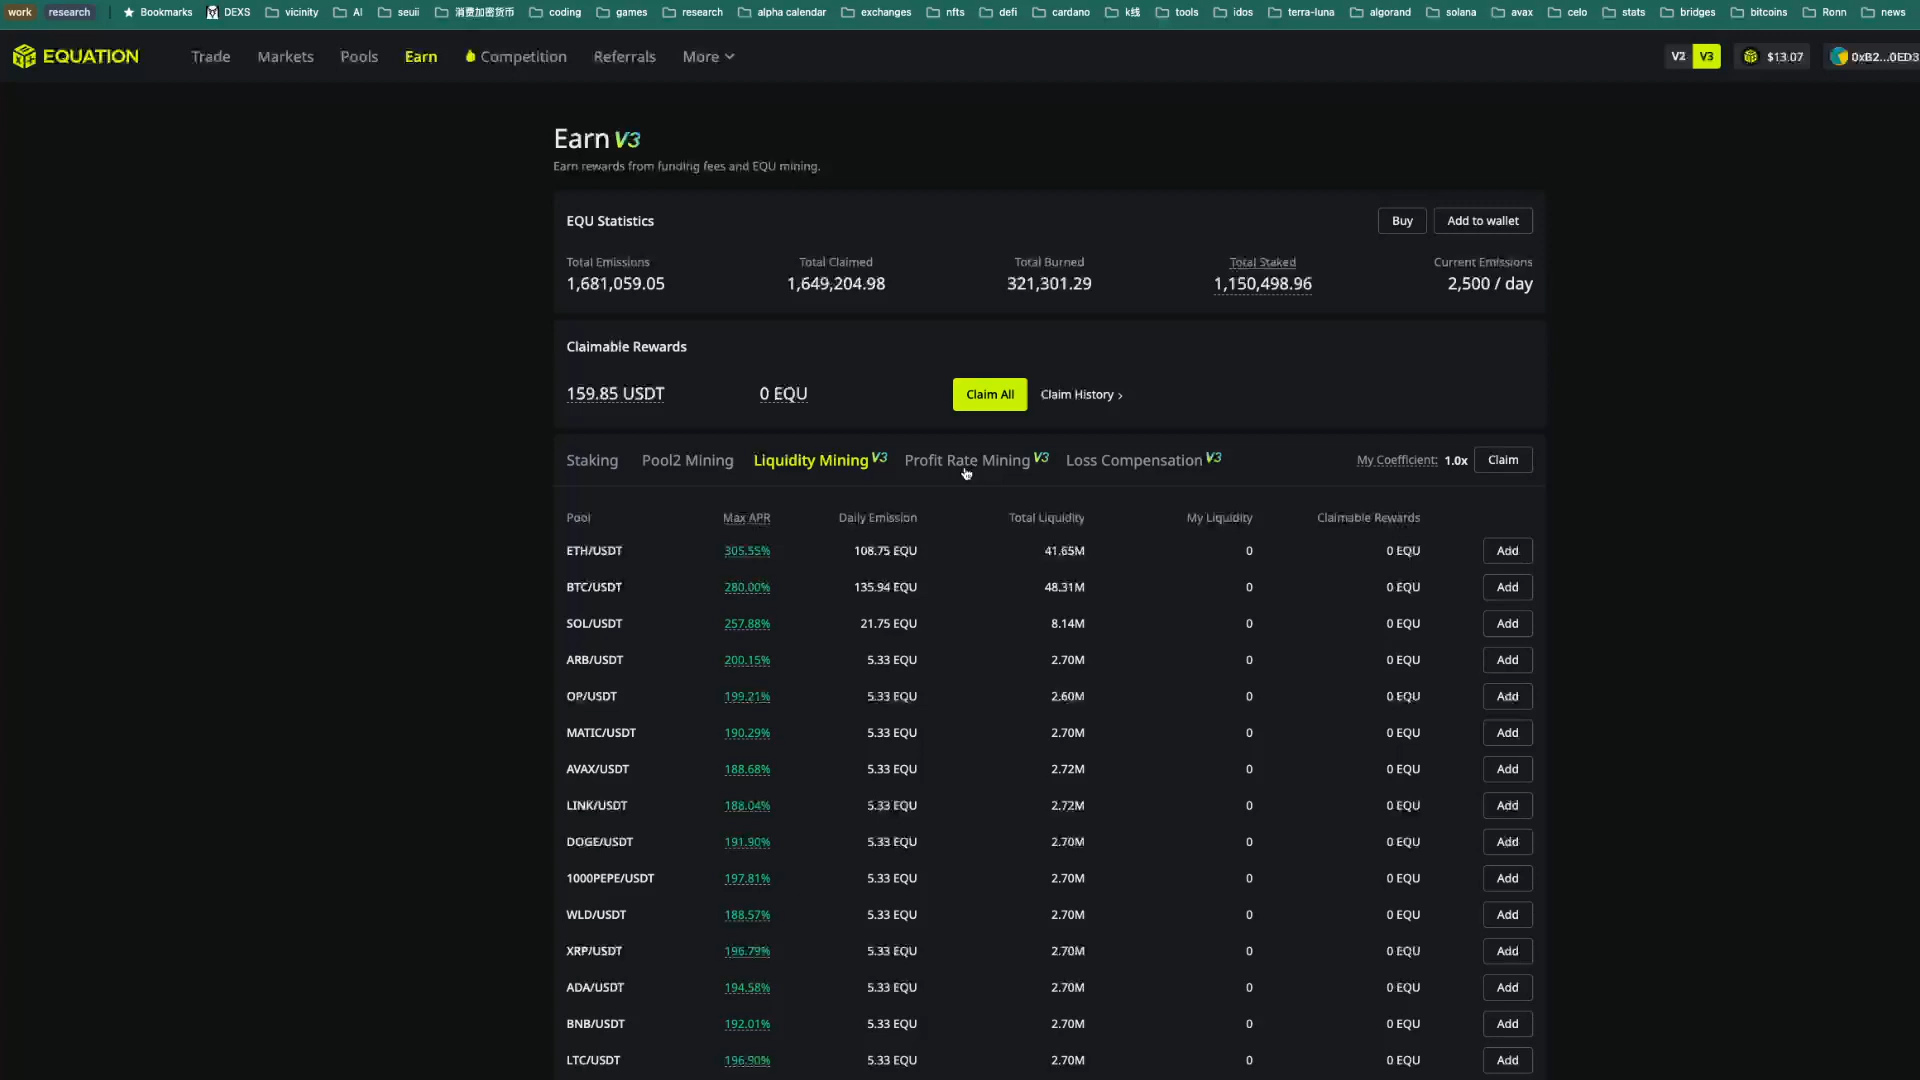 work research Bookmarks DEXS vicinity AI seuii 消费加密货币 coding games research alpha calendar exchanges nfts defi cardano k线 tools idos terra-luna algorand solana avax celo stats bridges bitcoins Ronn news
EQUATION Trade Markets Pools Earn Competition Referrals More V2 V3 $13.07 0xB2...0ED3
Earn V3
Earn rewards from funding fees and EQU mining.
EQU Statistics Buy Add to wallet
Total Emissions Total Claimed Total Burned Total Staked Current Emissions
1,681,059.05 1,649,204.98 321,301.29 1,150,498.96 2,500 / day
Claimable Rewards
159.85 USDT 0 EQU Claim All Claim History ›
Staking Pool2 Mining Liquidity Mining V3 Profit Rate Mining V3 Loss Compensation V3 My Coefficient: 1.0x Claim
Pool Max APR Daily Emission Total Liquidity My Liquidity Claimable Rewards
ETH/USDT 305.55% 108.75 EQU 41.65M 0 0 EQU Add
BTC/USDT 280.00% 135.94 EQU 48.31M 0 0 EQU Add
SOL/USDT 257.88% 21.75 EQU 8.14M 0 0 EQU Add
ARB/USDT 200.15% 5.33 EQU 2.70M 0 0 EQU Add
OP/USDT 199.21% 5.33 EQU 2.60M 0 0 EQU Add
MATIC/USDT 190.29% 5.33 EQU 2.70M 0 0 EQU Add
AVAX/USDT 188.68% 5.33 EQU 2.72M 0 0 EQU Add
LINK/USDT 188.04% 5.33 EQU 2.72M 0 0 EQU Add
DOGE/USDT 191.90% 5.33 EQU 2.70M 0 0 EQU Add
1000PEPE/USDT 197.81% 5.33 EQU 2.70M 0 0 EQU Add
WLD/USDT 188.57% 5.33 EQU 2.70M 0 0 EQU Add
XRP/USDT 196.79% 5.33 EQU 2.70M 0 0 EQU Add
ADA/USDT 194.58% 5.33 EQU 2.70M 0 0 EQU Add
BNB/USDT 192.01% 5.33 EQU 2.70M 0 0 EQU Add
LTC/USDT 196.90% 5.33 EQU 2.70M 0 0 EQU Add